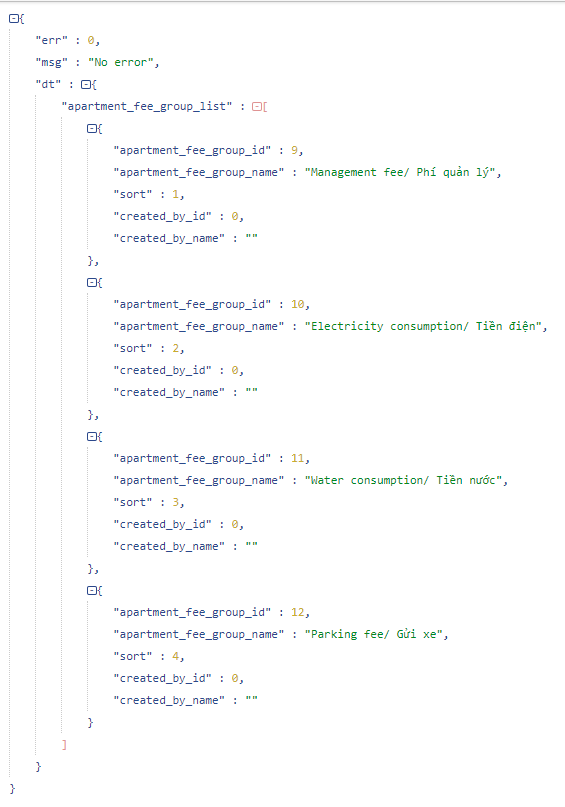 {
"err" : 0,
"msg" : "No error",
"dt" : {
"apartment_fee_group_list" : [
{
"apartment_fee_group_id" : 9,
"apartment_fee_group_name" : "Management fee/ Phí quản lý",
"sort" : 1,
"created_by_id" : 0,
"created_by_name" : ""
},
{
"apartment_fee_group_id" : 10,
"apartment_fee_group_name" : "Electricity consumption/ Tiền điện",
"sort" : 2,
"created_by_id" : 0,
"created_by_name" : ""
},
{
"apartment_fee_group_id" : 11,
"apartment_fee_group_name" : "Water consumption/ Tiền nước",
"sort" : 3,
"created_by_id" : 0,
"created_by_name" : ""
},
{
"apartment_fee_group_id" : 12,
"apartment_fee_group_name" : "Parking fee/ Gửi xe",
"sort" : 4,
"created_by_id" : 0,
"created_by_name" : ""
}
]
}
}